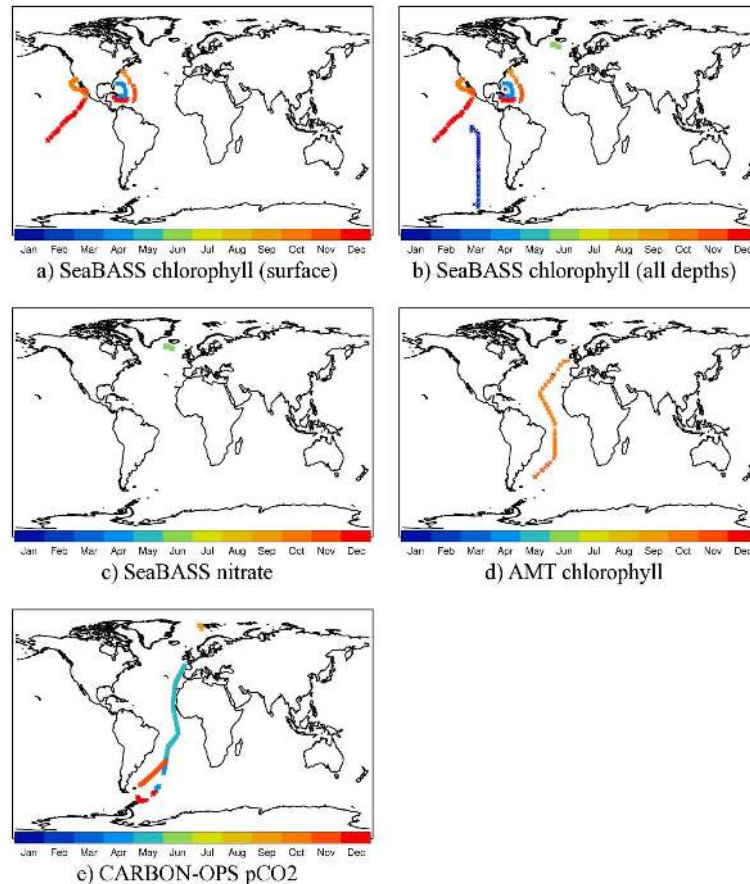 Jan Feb Mar Apr May Jun Jul Aug Sep Oct Nov Dec
a) SeaBASS chlorophyll (surface)
Jan Feb Mar Apr May Jun Jul Aug Sep Oct Nov Dec
b) SeaBASS chlorophyll (all depths)
Jan Feb Mar Apr May Jun Jul Aug Sep Oct Nov Dec
c) SeaBASS nitrate
Jan Feb Mar Apr May Jun Jul Aug Sep Oct Nov Dec
d) AMT chlorophyll
Jan Feb Mar Apr May Jun Jul Aug Sep Oct Nov Dec
e) CARBON-OPS pCO2